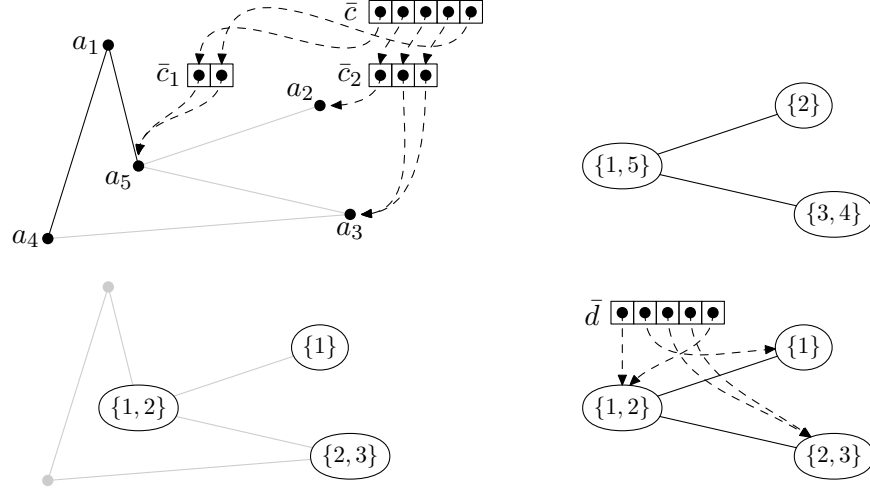 c̄
a₁
c̄₁
c̄₂
a₂
{2}
a₅
{1, 5}
a₄
a₃
{3, 4}
d̄
{1}
{1}
{1, 2}
{1, 2}
{2, 3}
{2, 3}